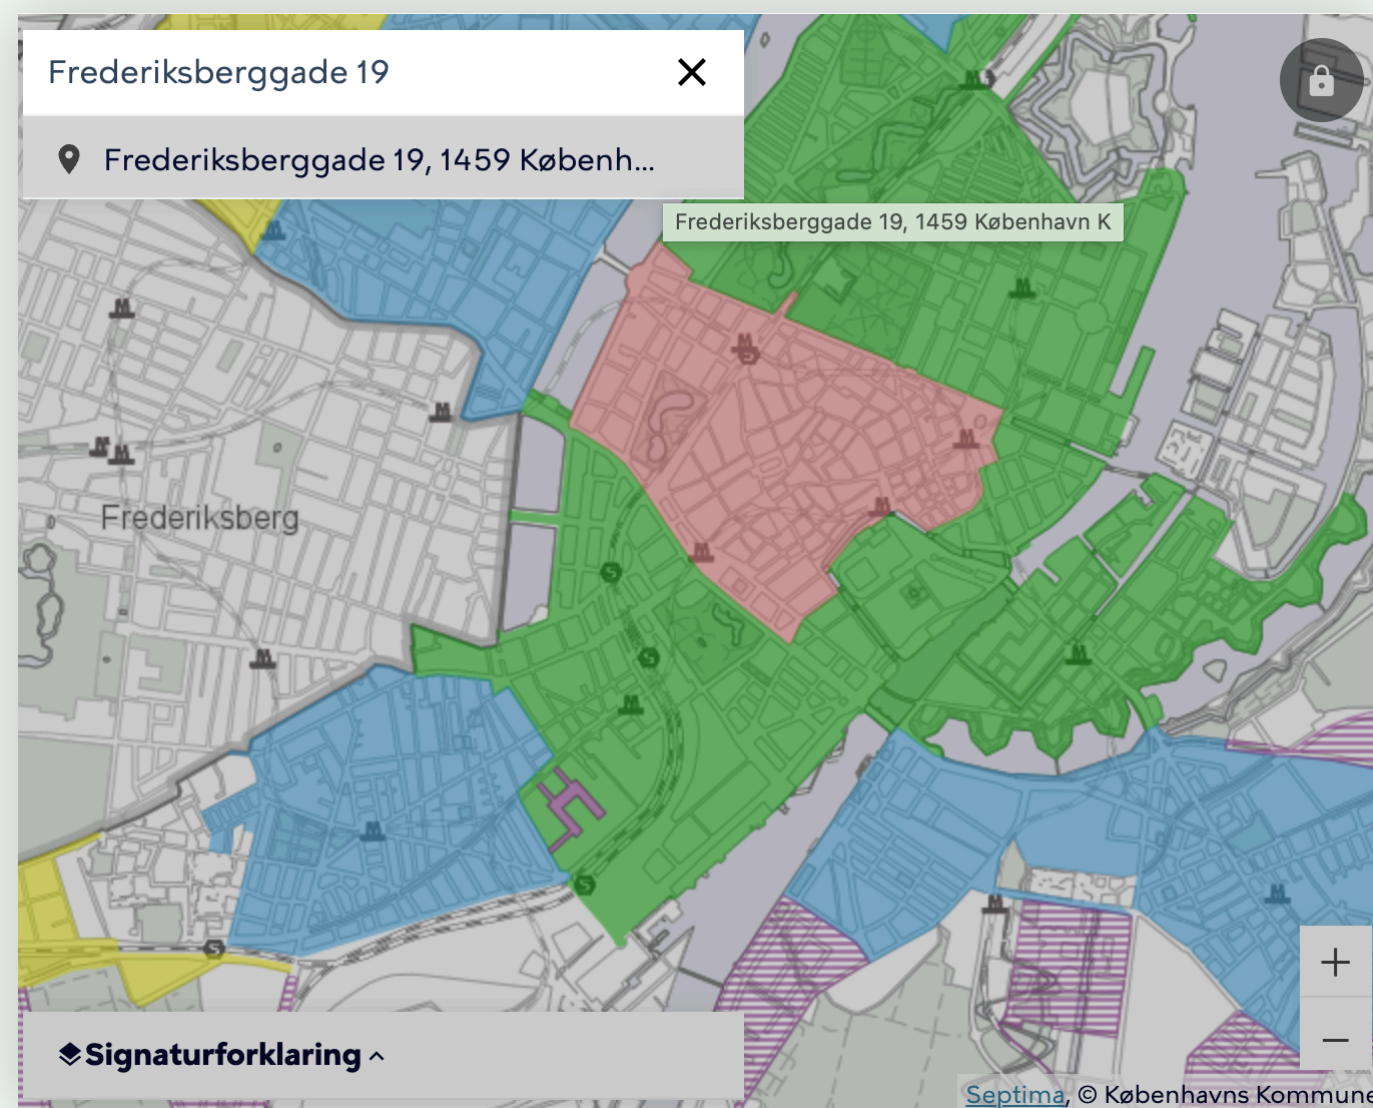 Frederiksberggade 19
Frederiksberggade 19, 1459 Københ...
Frederiksberggade 19, 1459 København K
Frederiksberg
Signaturforklaring
Septima, © Københavns Kommune